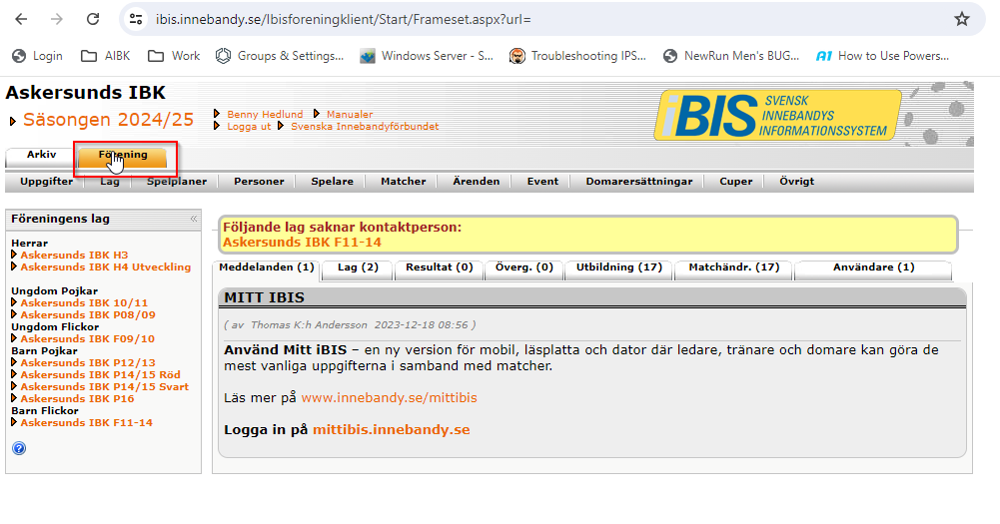 ibis.innebandy.se/Ibisforeningklient/Start/Frameset.aspx?url=
Login AIBK Work Groups & Settings... Windows Server - S... Troubleshooting IPS... NewRun Men's BUG... A1 How to Use Powers...
Askersunds IBK
Säsongen 2024/25
Benny Hedlund Manualer
Logga ut Svenska Innebandyförbundet
iBIS SVENSK
INNEBANDYS
INFORMATIONSSYSTEM
Arkiv Förening
Uppgifter Lag Spelplaner Personer Spelare Matcher Ärenden Event Domarersättningar Cuper Övrigt
Föreningens lag «
Herrar
Askersunds IBK H3
Askersunds IBK H4 Utveckling
Ungdom Pojkar
Askersunds IBK 10/11
Askersunds IBK P08/09
Ungdom Flickor
Askersunds IBK F09/10
Barn Pojkar
Askersunds IBK P12/13
Askersunds IBK P14/15 Röd
Askersunds IBK P14/15 Svart
Askersunds IBK P16
Barn Flickor
Askersunds IBK F11-14
?
Följande lag saknar kontaktperson:
Askersunds IBK F11-14
Meddelanden (1) Lag (2) Resultat (0) Överg. (0) Utbildning (17) Matchändr. (17) Användare (1)
MITT IBIS
( av Thomas K:h Andersson 2023-12-18 08:56 )
Använd Mitt iBIS – en ny version för mobil, läsplatta och dator där ledare, tränare och domare kan göra de
mest vanliga uppgifterna i samband med matcher.
Läs mer på www.innebandy.se/mittibis
Logga in på mittibis.innebandy.se